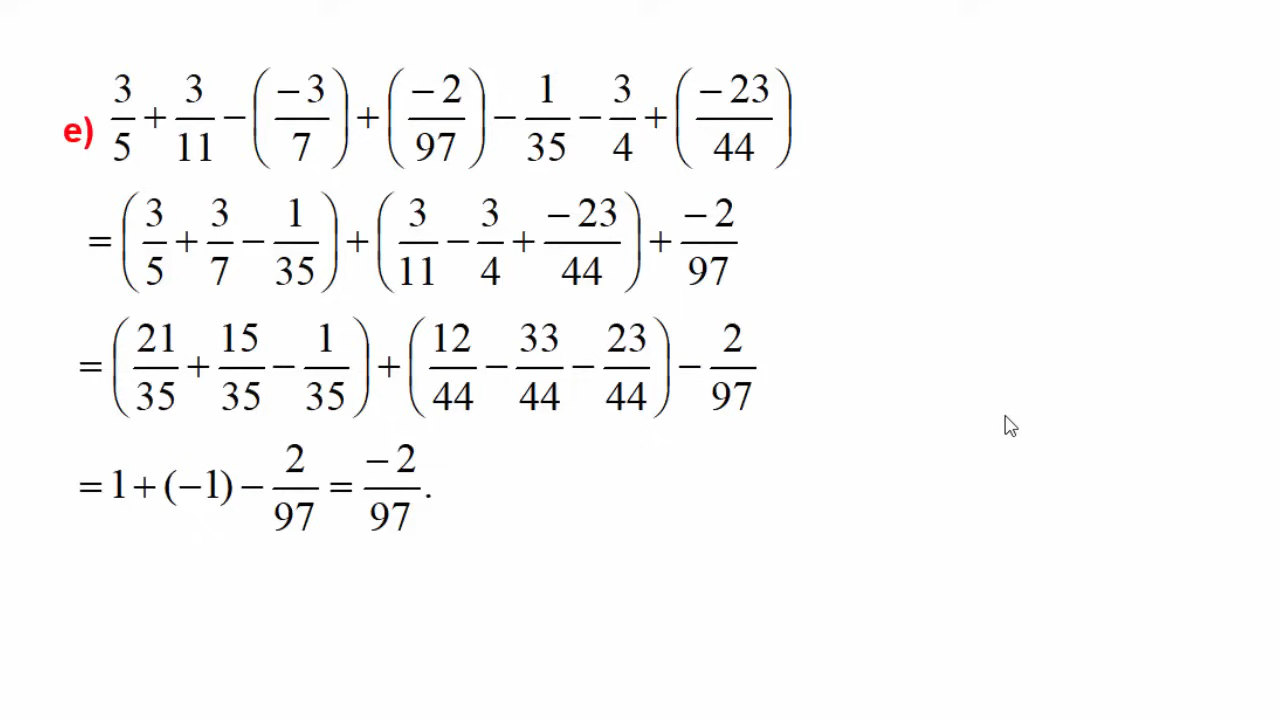 e) 3/5 + 3/11 − (−3/7) + (−2/97) − 1/35 − 3/4 + (−23/44)
= (3/5 + 3/7 − 1/35) + (3/11 − 3/4 + −23/44) + −2/97
= (21/35 + 15/35 − 1/35) + (12/44 − 33/44 − 23/44) − 2/97
= 1 + (−1) − 2/97 = −2/97.